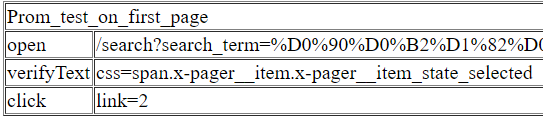 Prom_test_on_first_page
open /search?search_term=%D0%90%D0%B2%D1%82%D0
verifyText css=span.x-pager__item.x-pager__item_state_selected
click link=2